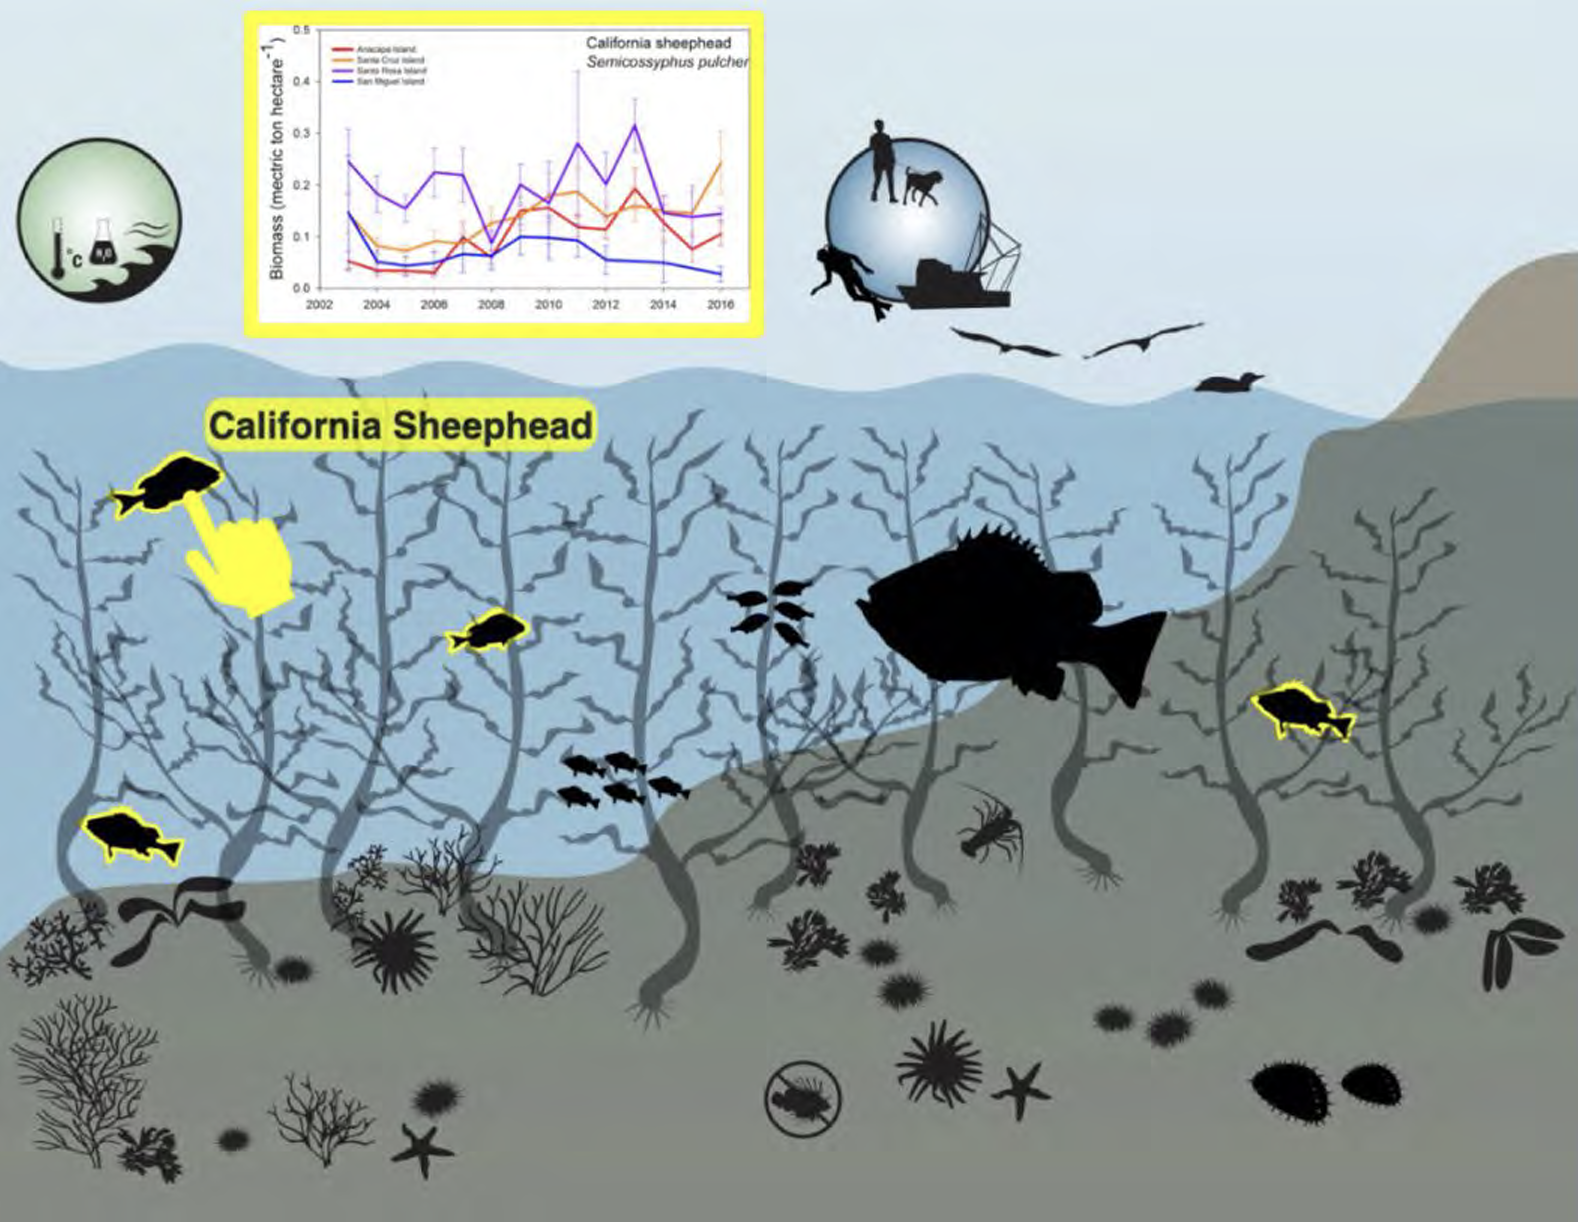 0.5
0.4
0.3
0.2
0.1
0.0
Biomass (mectric ton hectare-1)
Anacapa Island
Santa Cruz Island
Santa Rosa Island
San Miguel Island
California sheephead
Semicossyphus pulcher
2002 2004 2006 2008 2010 2012 2014 2016
°C
H₂O
California Sheephead